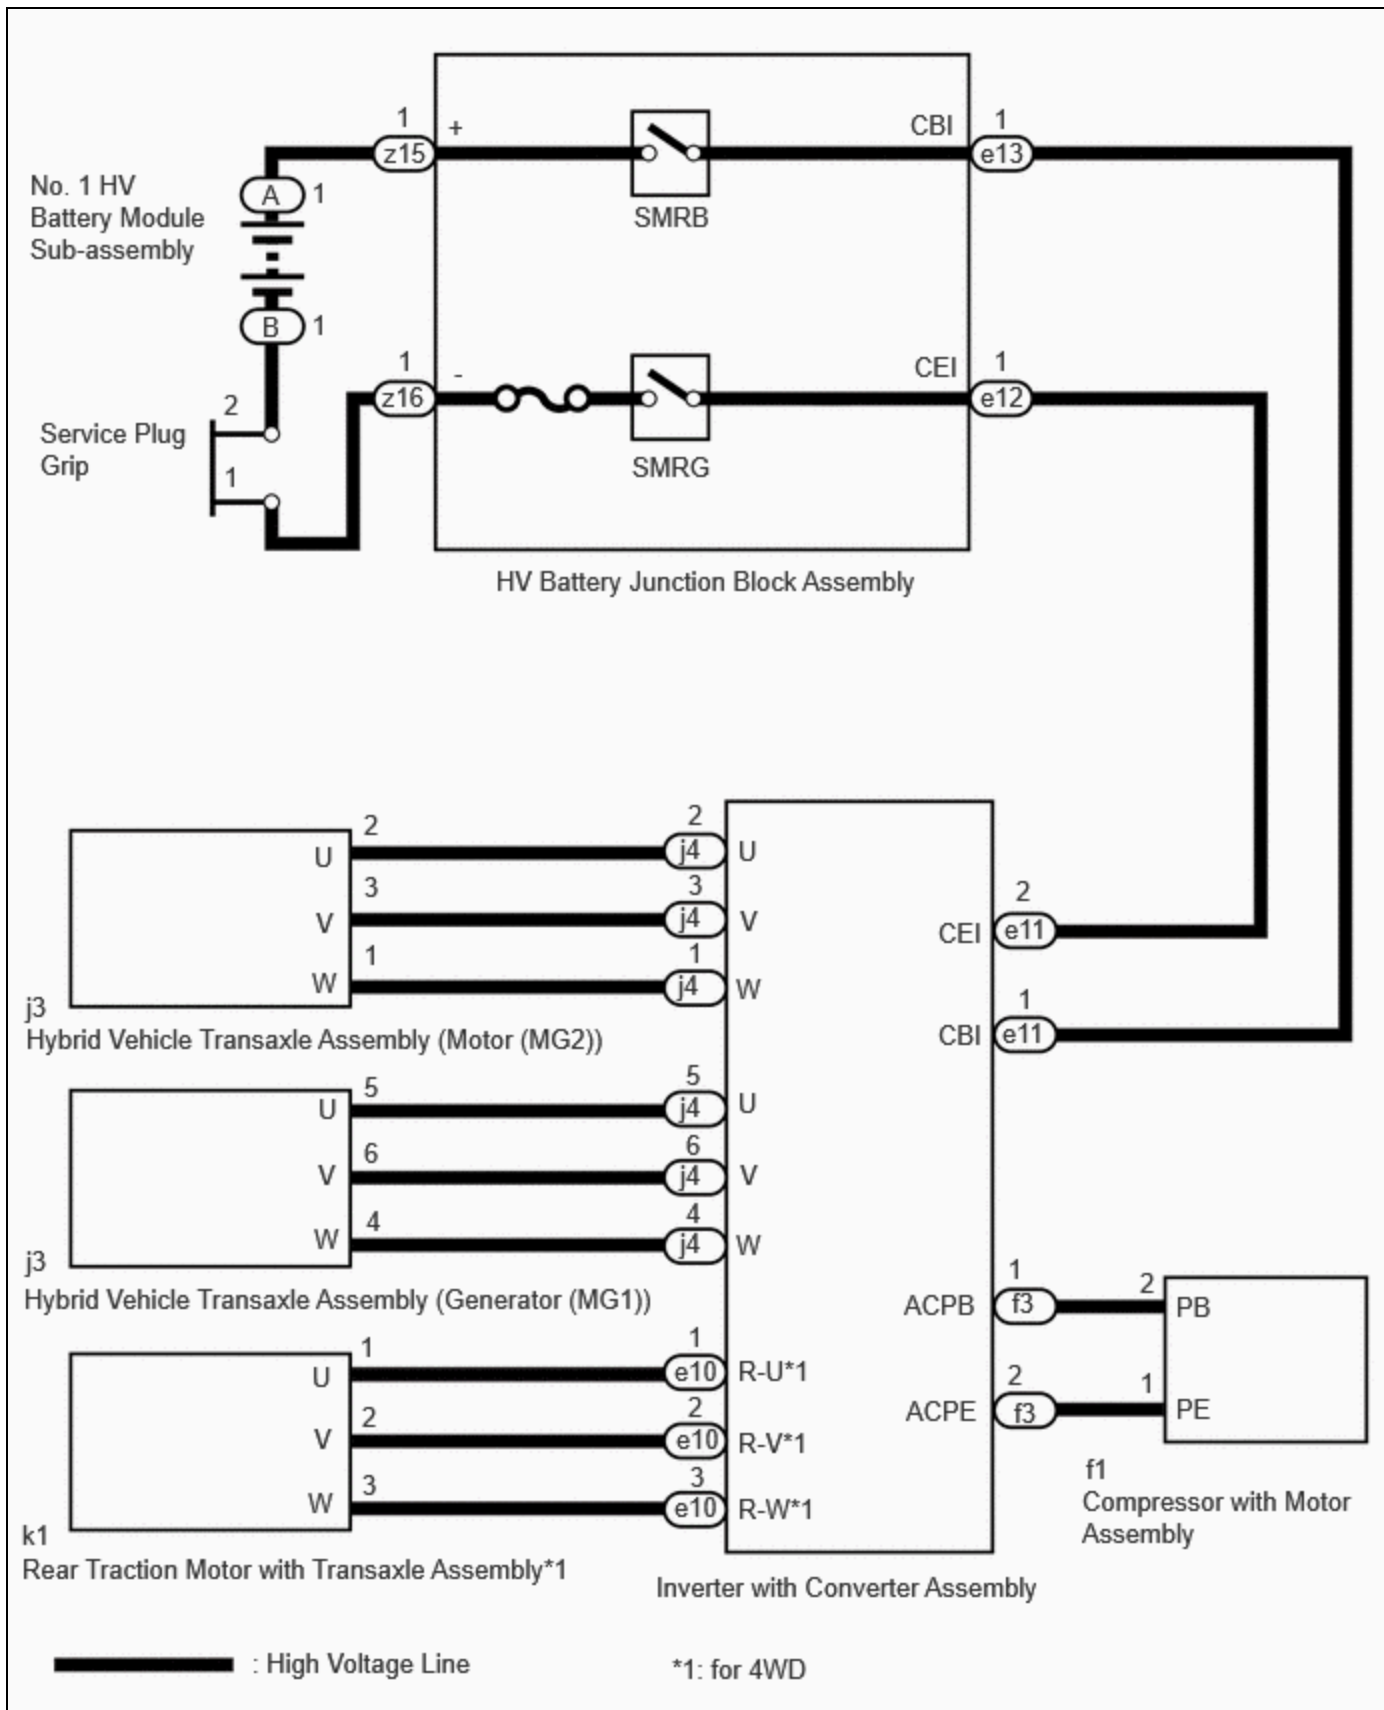 1
z15
+
CBI
1
e13
No. 1 HV
Battery Module
Sub-assembly
A
1
SMRB
B
1
1
z16
-
CEI
1
e12
2
Service Plug
Grip
1
SMRG
HV Battery Junction Block Assembly
U
2
2
j4
U
V
3
3
j4
V
W
1
1
j4
W
j3
Hybrid Vehicle Transaxle Assembly (Motor (MG2))
2
CEI
e11
1
CBI
e11
U
5
5
j4
U
V
6
6
j4
V
W
4
4
j4
W
j3
Hybrid Vehicle Transaxle Assembly (Generator (MG1))
1
ACPB
f3
2
PB
2
ACPE
f3
1
PE
f1
Compressor with Motor
Assembly
U
1
1
e10
R-U*1
V
2
2
e10
R-V*1
W
3
3
e10
R-W*1
k1
Rear Traction Motor with Transaxle Assembly*1
Inverter with Converter Assembly
: High Voltage Line
*1: for 4WD